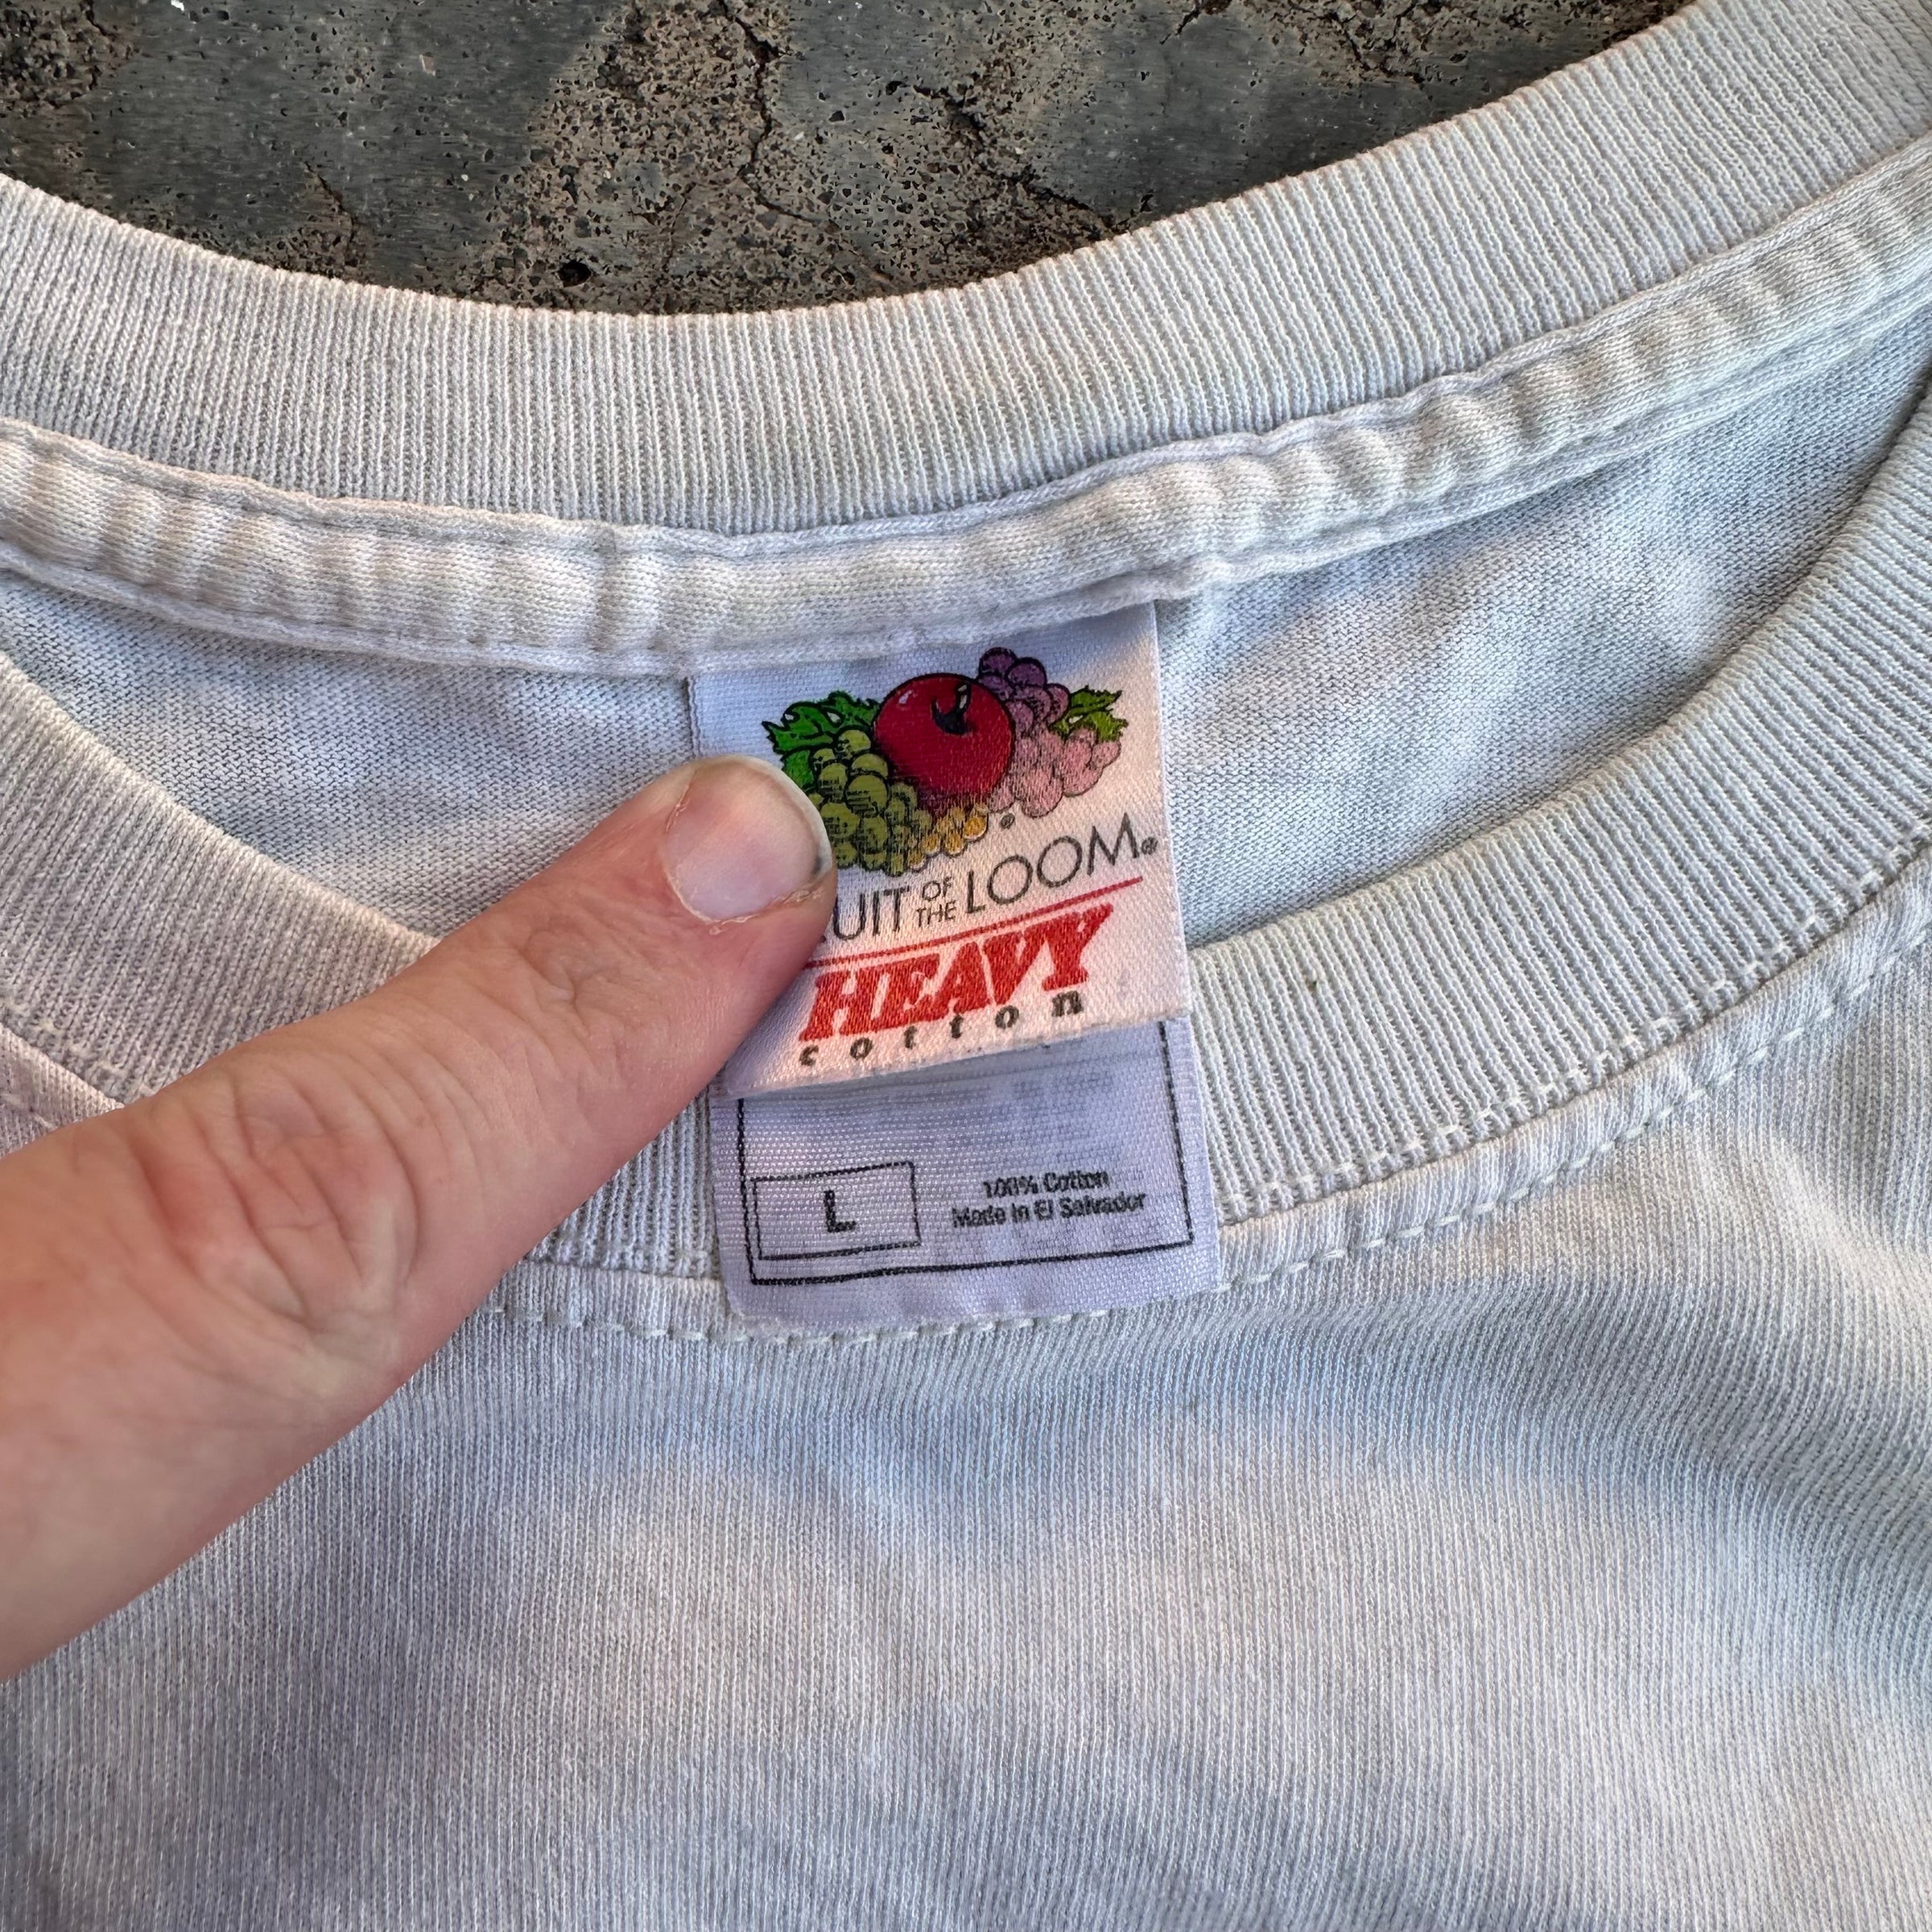 UIT OF THE LOOM®
HEAVY
cotton
L
100% Cotton
Made in El Salvador